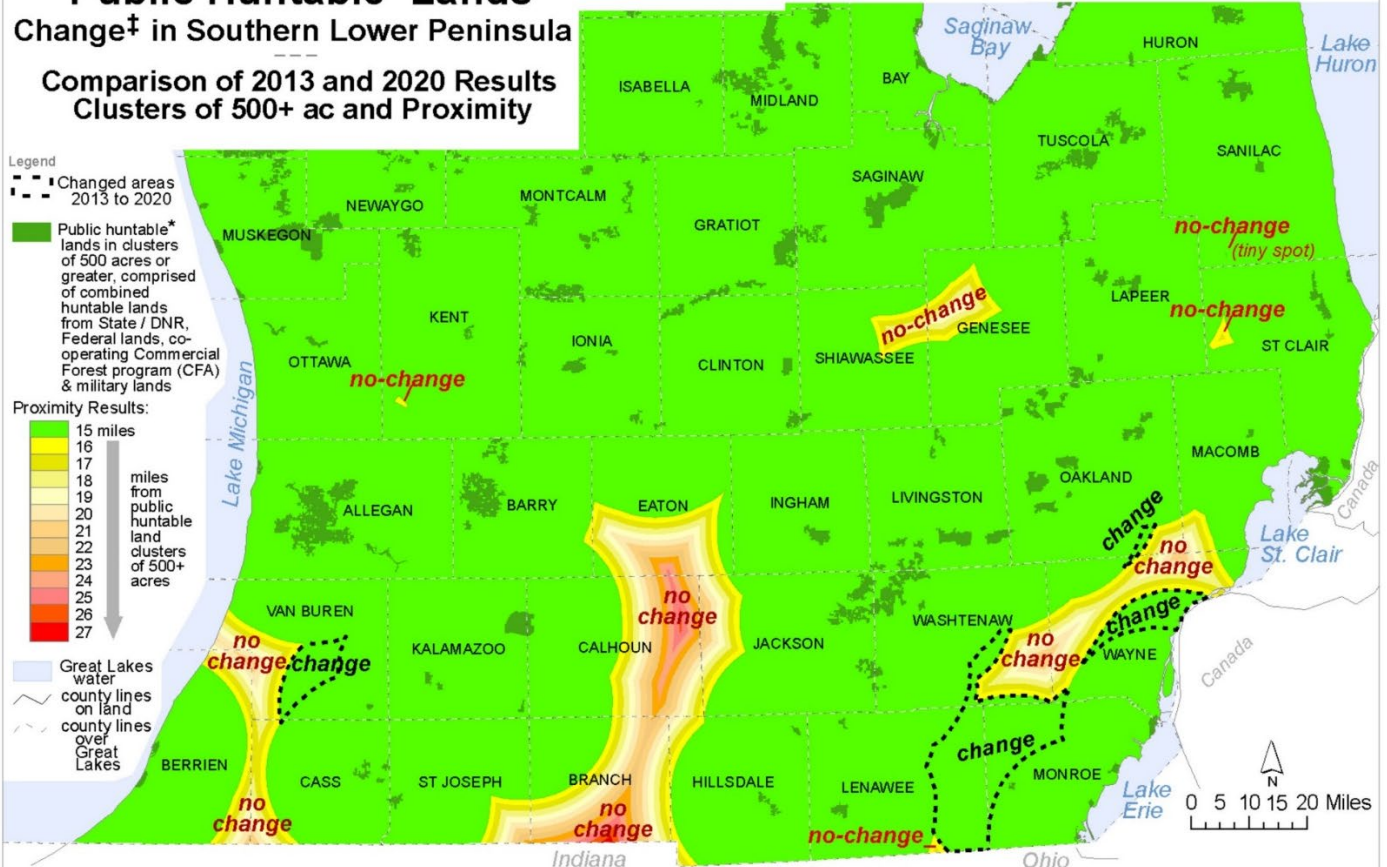 Public Huntable* Lands
Change‡ in Southern Lower Peninsula
Comparison of 2013 and 2020 Results
Clusters of 500+ ac and Proximity
Legend
Changed areas
2013 to 2020
Public huntable*
lands in clusters
of 500 acres or
greater, comprised
of combined
huntable lands
from State / DNR,
Federal lands, co-
operating Commercial
Forest program (CFA)
& military lands
Proximity Results:
15 miles
16
17
18
19
20
21
22
23
24
25
26
27
miles
from
public
huntable
land
clusters
of 500+
acres
Great Lakes
water
county lines
on land
county lines
over
Great
Lakes
Saginaw
Bay
HURON
Lake
Huron
ISABELLA
MIDLAND
BAY
TUSCOLA
SANILAC
NEWAYGO
MONTCALM
SAGINAW
MUSKEGON
GRATIOT
no-change
(tiny spot)
KENT
IONIA
no-change
GENESEE
LAPEER
no-change
OTTAWA
no-change
CLINTON
SHIAWASSEE
ST CLAIR
Lake Michigan
ALLEGAN
BARRY
EATON
INGHAM
LIVINGSTON
OAKLAND
MACOMB
Canada
change
no
change
Lake
St. Clair
VAN BUREN
no
change
change
KALAMAZOO
CALHOUN
no
change
JACKSON
WASHTENAW
no
change
change
WAYNE
Canada
BERRIEN
CASS
ST JOSEPH
BRANCH
HILLSDALE
LENAWEE
change
MONROE
no
change
no
change
no-change
Lake
Erie
N
0 5 10 15 20 Miles
Indiana
Ohio